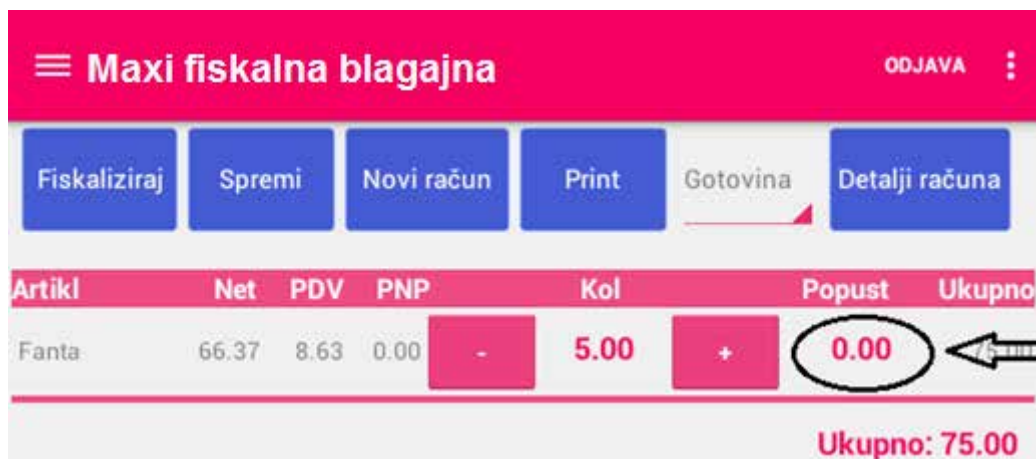 Maxi fiskalna blagajna ODJAVA
Fiskaliziraj Spremi Novi račun Print Gotovina Detalji računa
Artikl Net PDV PNP Kol Popust Ukupno
Fanta 66.37 8.63 0.00 - 5.00 + 0.00
Ukupno: 75.00